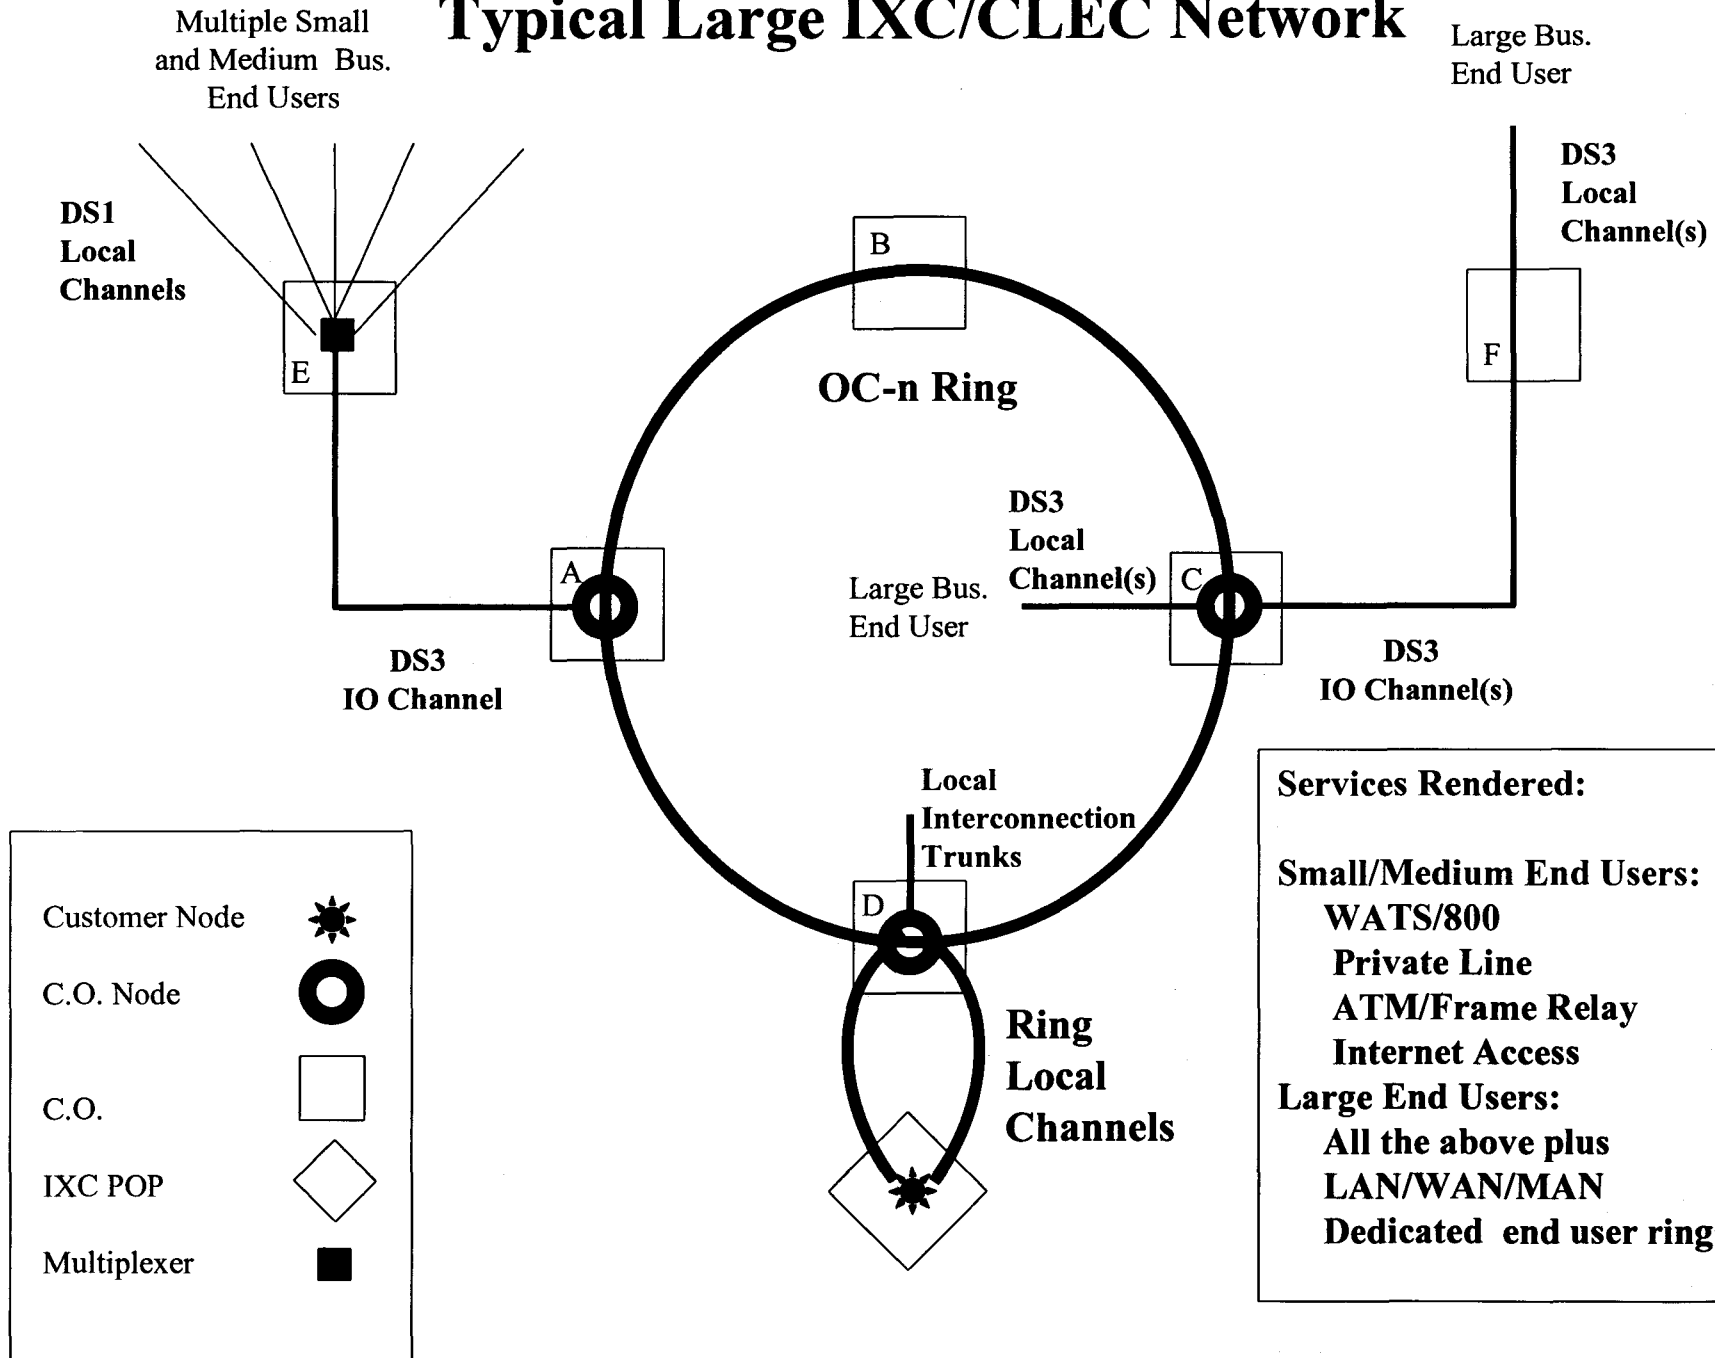 Typical Large IXC/CLEC Network
Multiple Small
and Medium Bus.
End Users
Large Bus.
End User
DS1
Local
Channels
DS3
Local
Channel(s)
B
E
F
OC-n Ring
DS3
Local
Channel(s)
A
C
Large Bus.
End User
DS3
IO Channel
DS3
IO Channel(s)
Local
Interconnection
Trunks
D
Ring
Local
Channels
Customer Node
C.O. Node
C.O.
IXC POP
Multiplexer
Services Rendered:
Small/Medium End Users:
WATS/800
Private Line
ATM/Frame Relay
Internet Access
Large End Users:
All the above plus
LAN/WAN/MAN
Dedicated end user ring